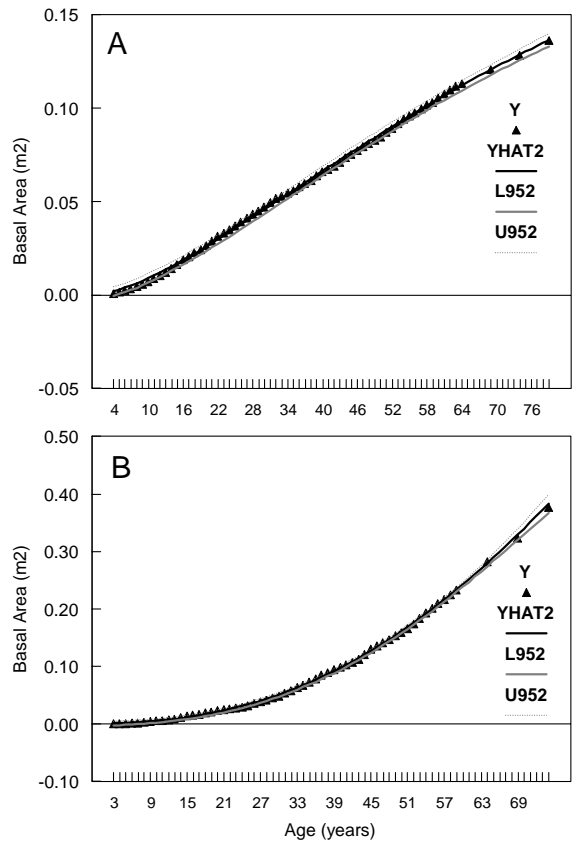 A
0.15
0.10
0.05
0.00
-0.05
Basal Area (m2)
Y
YHAT2
L952
U952
4 10 16 22 28 34 40 46 52 58 64 70 76
B
0.50
0.40
0.30
0.20
0.10
0.00
-0.10
Basal Area (m2)
Y
YHAT2
L952
U952
3 9 15 21 27 33 39 45 51 57 63 69
Age (years)